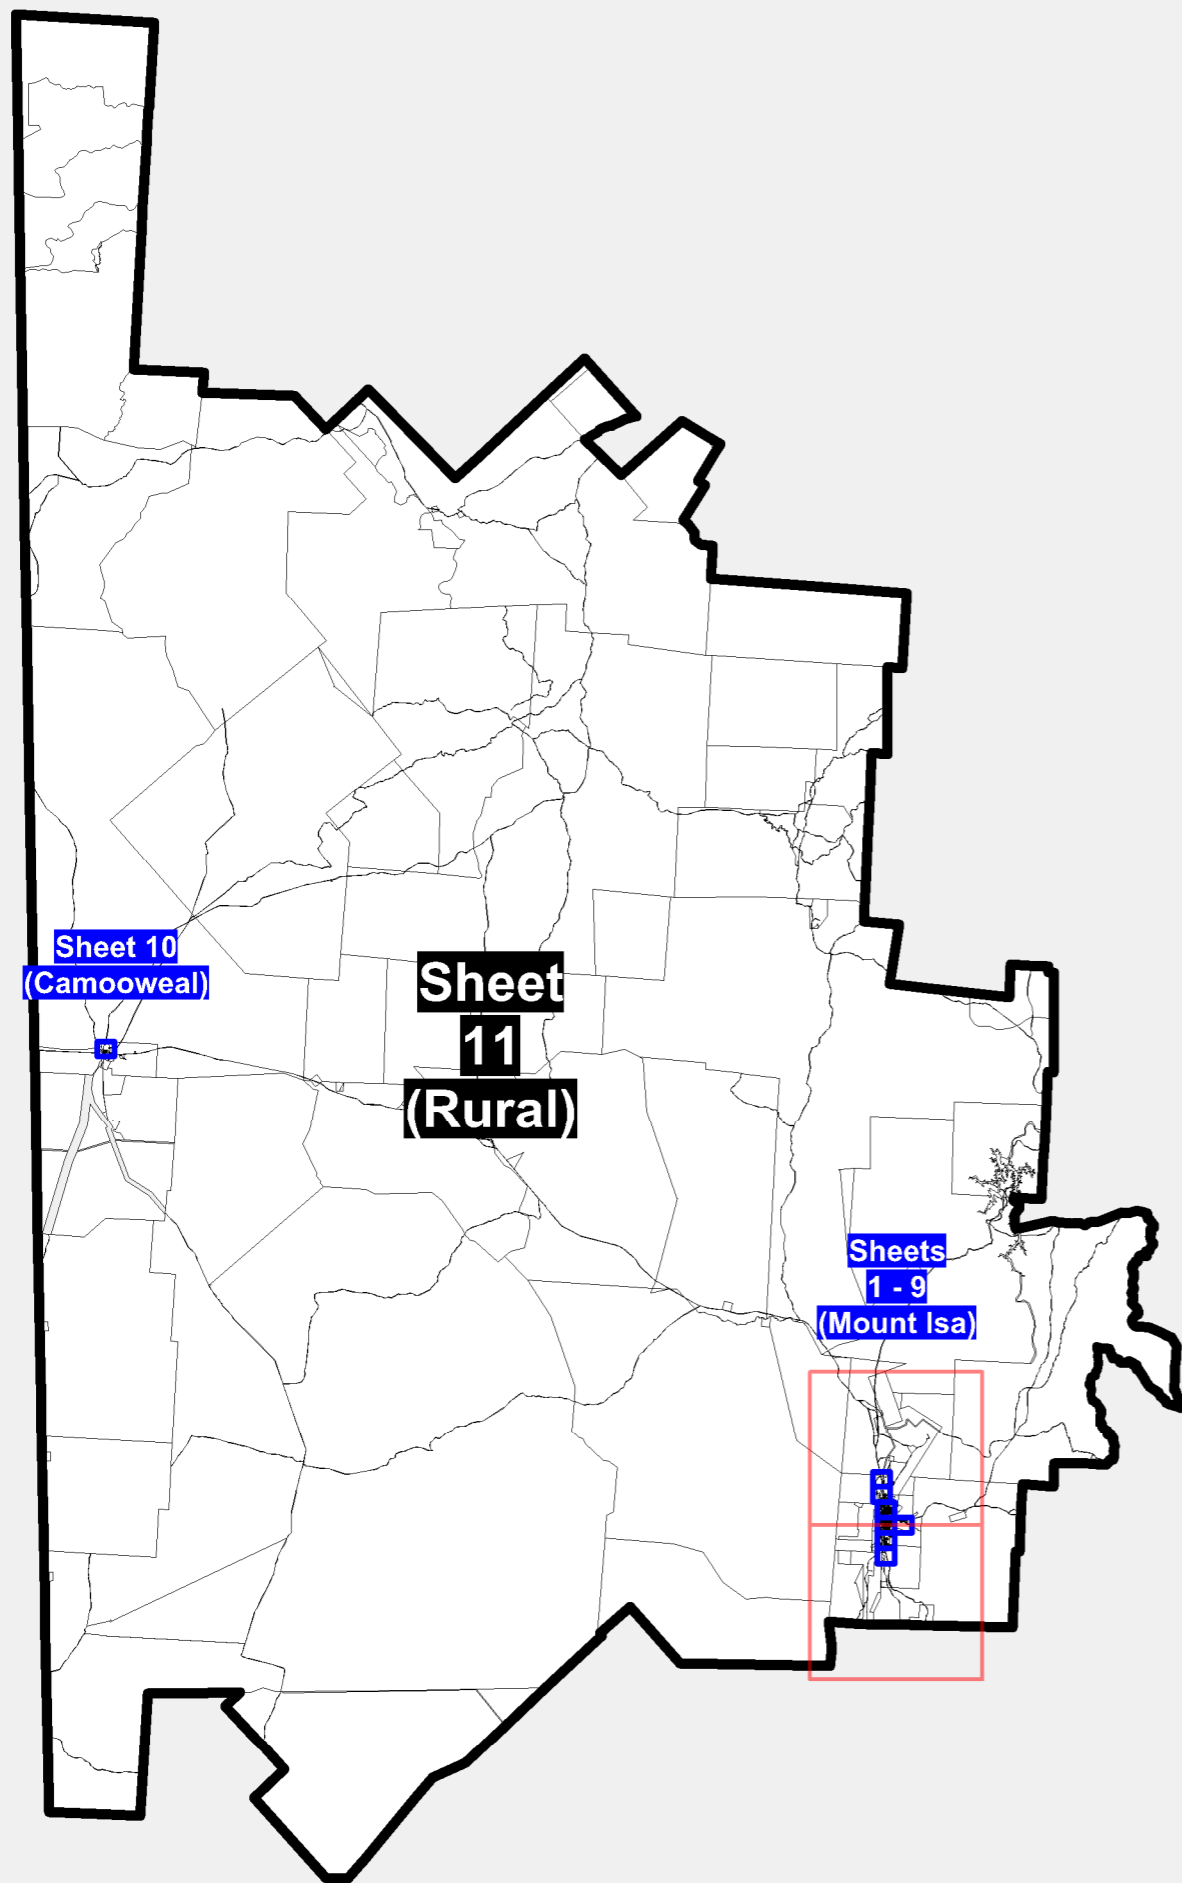 Sheet 10
(Camooweal)
Sheet
11
(Rural)
Sheets
1 - 9
(Mount Isa)